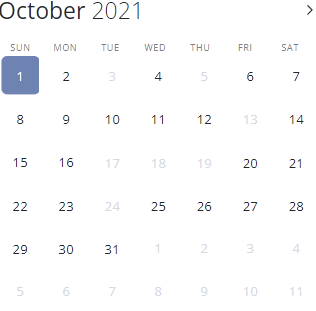 October 2021
SUN MON TUE WED THU FRI SAT
1 2 3 4 5 6 7
8 9 10 11 12 13 14
15 16 17 18 19 20 21
22 23 24 25 26 27 28
29 30 31 1 2 3 4
5 6 7 8 9 10 11